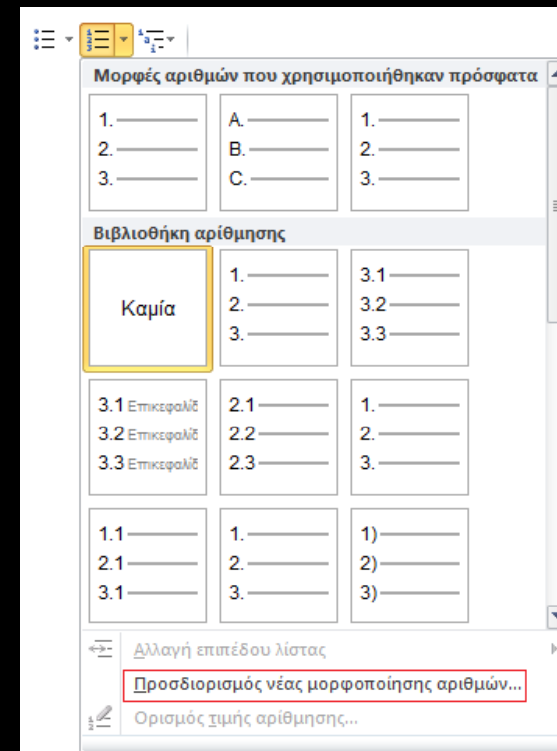 Μορφές αριθμών που χρησιμοποιήθηκαν πρόσφατα
1. A. 1.
2. B. 2.
3. C. 3.
Βιβλιοθήκη αρίθμησης
Καμία
1. 3.1
2. 3.2
3. 3.3
3.1 Επικεφαλίδ 2.1 1.
3.2 Επικεφαλίδ 2.2 2.
3.3 Επικεφαλίδ 2.3 3.
1.1 1. 1)
2.1 2. 2)
3.1 3. 3)
Αλλαγή επιπέδου λίστας
Προσδιορισμός νέας μορφοποίησης αριθμών...
Ορισμός τιμής αρίθμησης...